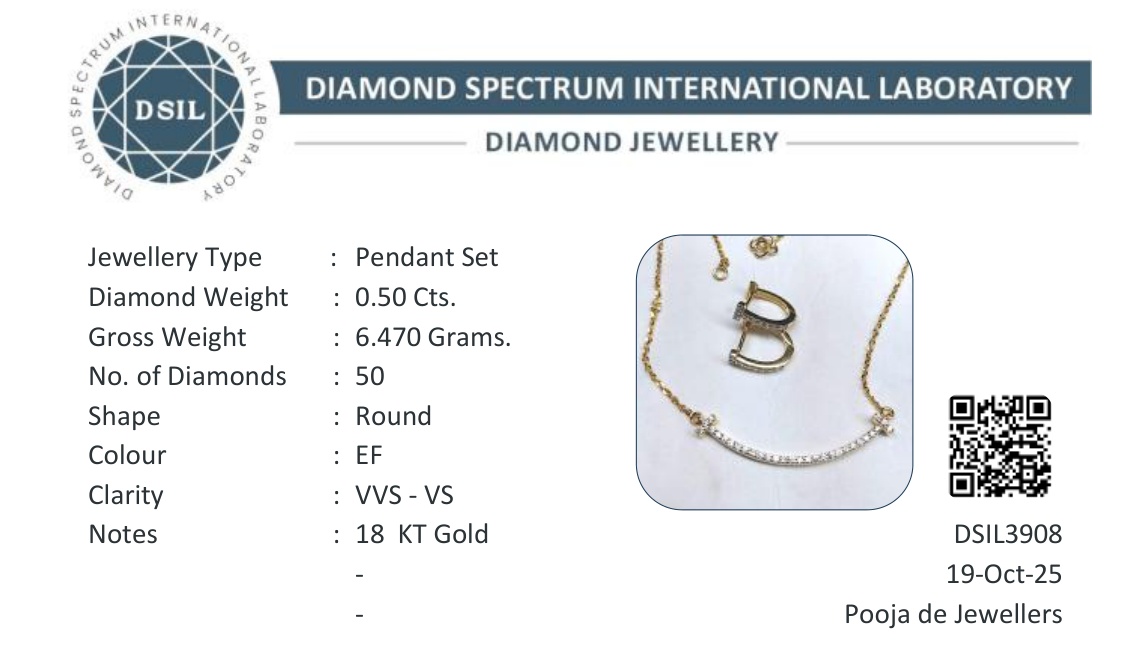 DIAMOND SPECTRUM INTERNATIONAL LABORATORY
DSIL
DIAMOND SPECTRUM INTERNATIONAL LABORATORY
DIAMOND JEWELLERY
Jewellery Type : Pendant Set
Diamond Weight : 0.50 Cts.
Gross Weight : 6.470 Grams.
No. of Diamonds : 50
Shape : Round
Colour : EF
Clarity : VVS - VS
Notes : 18 KT Gold
-
-
DSIL3908
19-Oct-25
Pooja de Jewellers